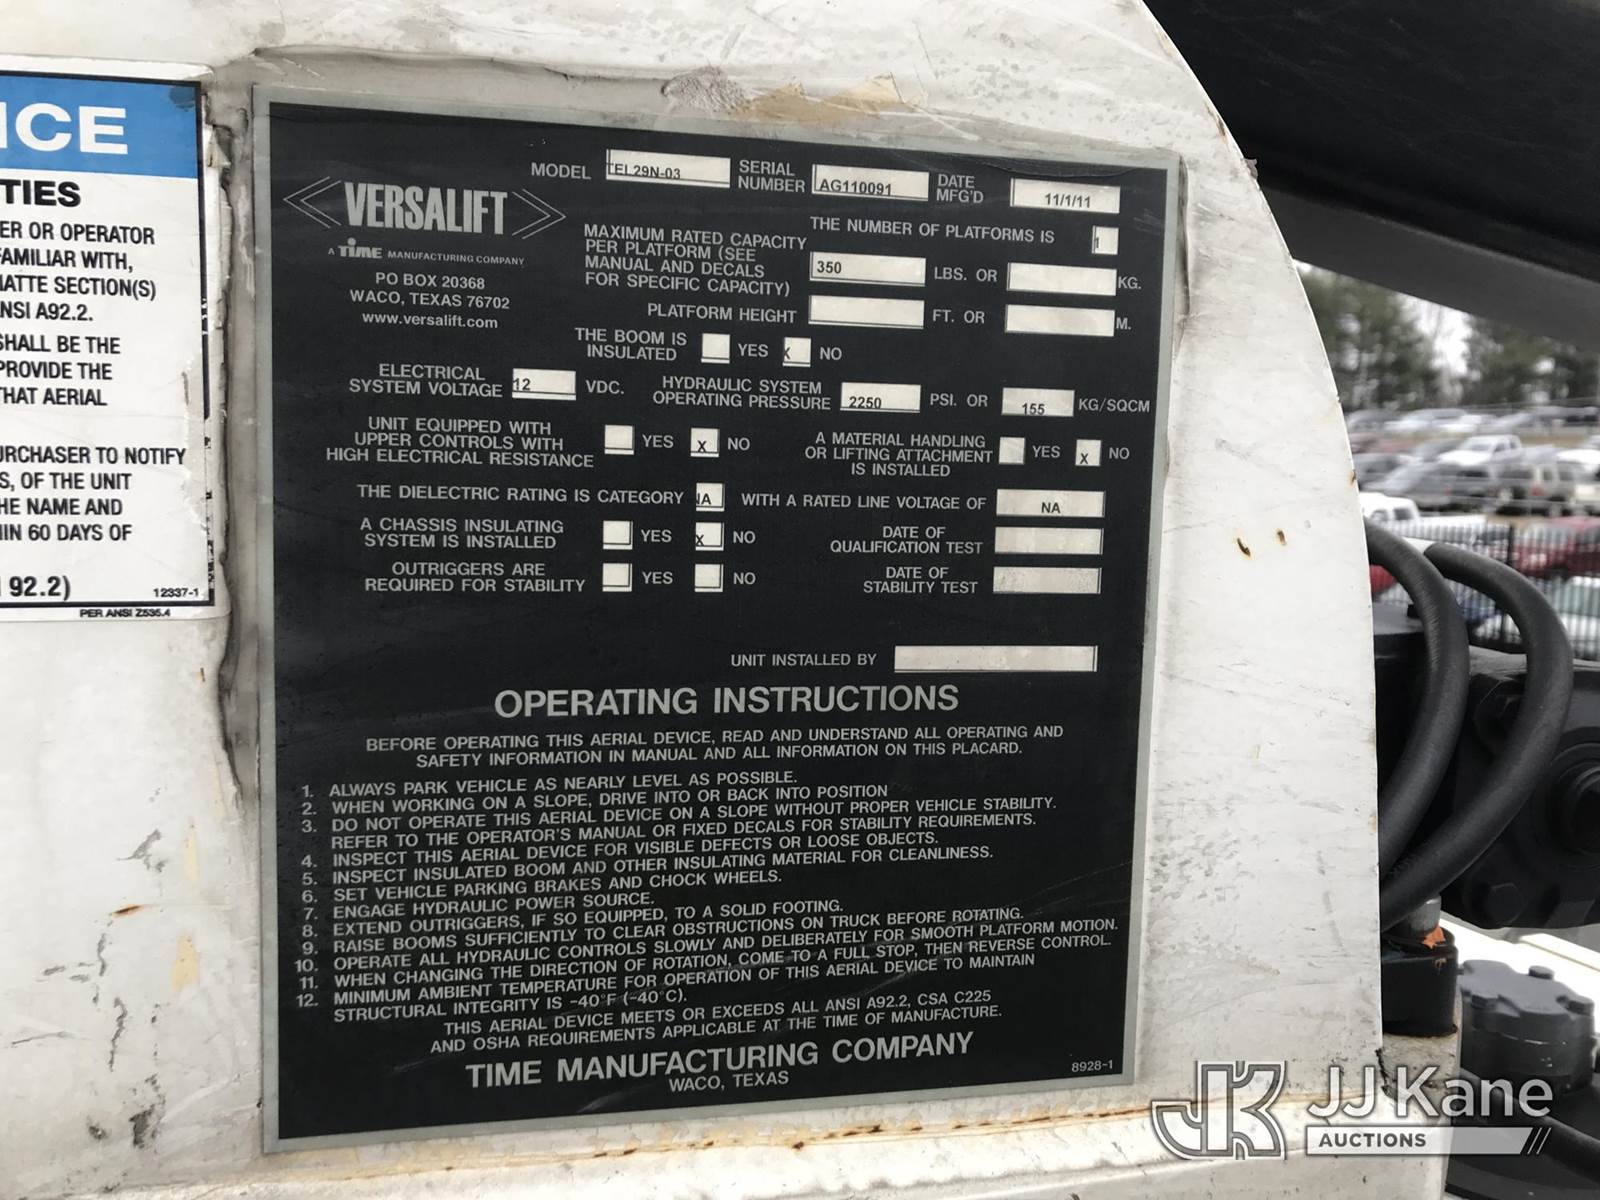 ICE
TIES
ER OR OPERATOR
FAMILIAR WITH,
MATTE SECTION(S)
NSI A92.2.
SHALL BE THE
PROVIDE THE
THAT AERIAL
URCHASER TO NOTIFY
S, OF THE UNIT
HE NAME AND
IN 60 DAYS OF
92.2)
12337-1
PER ANSI Z535.4
MODEL TEL29N-03 SERIAL NUMBER AG110091 DATE MFG'D 11/1/11
VERSALIFT
A TIME MANUFACTURING COMPANY
PO BOX 20368
WACO, TEXAS 76702
www.versalift.com
THE NUMBER OF PLATFORMS IS 1
MAXIMUM RATED CAPACITY
PER PLATFORM (SEE
MANUAL AND DECALS
FOR SPECIFIC CAPACITY) 350 LBS. OR KG.
PLATFORM HEIGHT FT. OR M.
THE BOOM IS INSULATED YES X NO
ELECTRICAL SYSTEM VOLTAGE 12 VDC. HYDRAULIC SYSTEM OPERATING PRESSURE 2250 PSI. OR 155 KG/SQCM
UNIT EQUIPPED WITH
UPPER CONTROLS WITH
HIGH ELECTRICAL RESISTANCE YES X NO
A MATERIAL HANDLING
OR LIFTING ATTACHMENT
IS INSTALLED YES X NO
THE DIELECTRIC RATING IS CATEGORY NA WITH A RATED LINE VOLTAGE OF NA
A CHASSIS INSULATING
SYSTEM IS INSTALLED YES X NO
DATE OF
QUALIFICATION TEST
OUTRIGGERS ARE
REQUIRED FOR STABILITY YES NO
DATE OF
STABILITY TEST
UNIT INSTALLED BY
OPERATING INSTRUCTIONS
BEFORE OPERATING THIS AERIAL DEVICE, READ AND UNDERSTAND ALL OPERATING AND
SAFETY INFORMATION IN MANUAL AND ALL INFORMATION ON THIS PLACARD.
1. ALWAYS PARK VEHICLE AS NEARLY LEVEL AS POSSIBLE.
2. WHEN WORKING ON A SLOPE, DRIVE INTO OR BACK INTO POSITION
3. DO NOT OPERATE THIS AERIAL DEVICE ON A SLOPE WITHOUT PROPER VEHICLE STABILITY.
REFER TO THE OPERATOR'S MANUAL OR FIXED DECALS FOR STABILITY REQUIREMENTS.
4. INSPECT THIS AERIAL DEVICE FOR VISIBLE DEFECTS OR LOOSE OBJECTS.
5. INSPECT INSULATED BOOM AND OTHER INSULATING MATERIAL FOR CLEANLINESS.
6. SET VEHICLE PARKING BRAKES AND CHOCK WHEELS.
7. ENGAGE HYDRAULIC POWER SOURCE.
8. EXTEND OUTRIGGERS, IF SO EQUIPPED, TO A SOLID FOOTING.
9. RAISE BOOMS SUFFICIENTLY TO CLEAR OBSTRUCTIONS ON TRUCK BEFORE ROTATING.
10. OPERATE ALL HYDRAULIC CONTROLS SLOWLY AND DELIBERATELY FOR SMOOTH PLATFORM MOTION.
11. WHEN CHANGING THE DIRECTION OF ROTATION, COME TO A FULL STOP, THEN REVERSE CONTROL.
12. MINIMUM AMBIENT TEMPERATURE FOR OPERATION OF THIS AERIAL DEVICE TO MAINTAIN
STRUCTURAL INTEGRITY IS -40°F (-40°C).
THIS AERIAL DEVICE MEETS OR EXCEEDS ALL ANSI A92.2, CSA C225
AND OSHA REQUIREMENTS APPLICABLE AT THE TIME OF MANUFACTURE.
TIME MANUFACTURING COMPANY
WACO, TEXAS
8928-1
JK JJ Kane
AUCTIONS